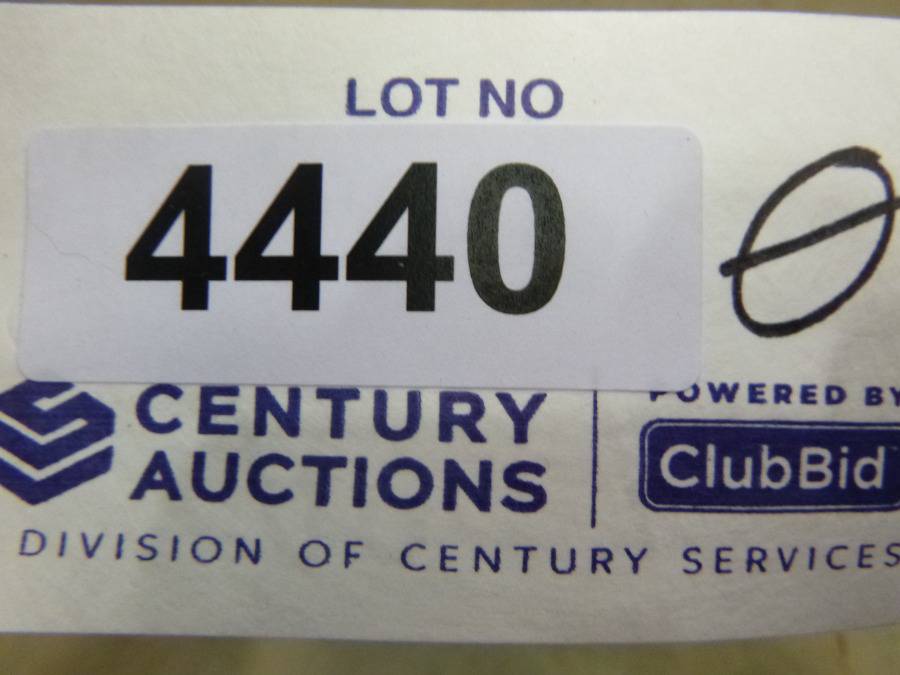 LOT NO
4440
CENTURY
AUCTIONS
POWERED BY
ClubBid
DIVISION OF CENTURY SERVICES